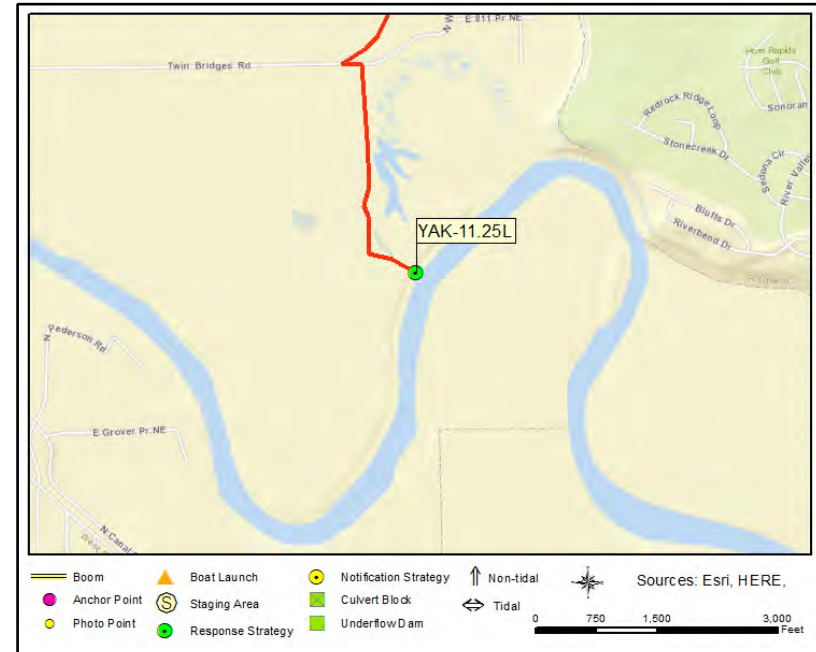 E 811 Pr NE
N W
Twin Bridges Rd
Horn Rapids
Golf
Club
Sonoran
Redrock Ridge Loop
Stonecreek Dr
Sedona Cir
River Valley
Bluffs Dr
Riverbend Dr
Richland
YAK-11.25L
N Pederson Rd
E Grover Pr NE
N Canal
West
Boom
Anchor Point
Photo Point
Boat Launch
S Staging Area
Response Strategy
Notification Strategy
Culvert Block
Underflow Dam
Non-tidal
Tidal
Sources: Esri, HERE,
0 750 1,500 3,000
Feet